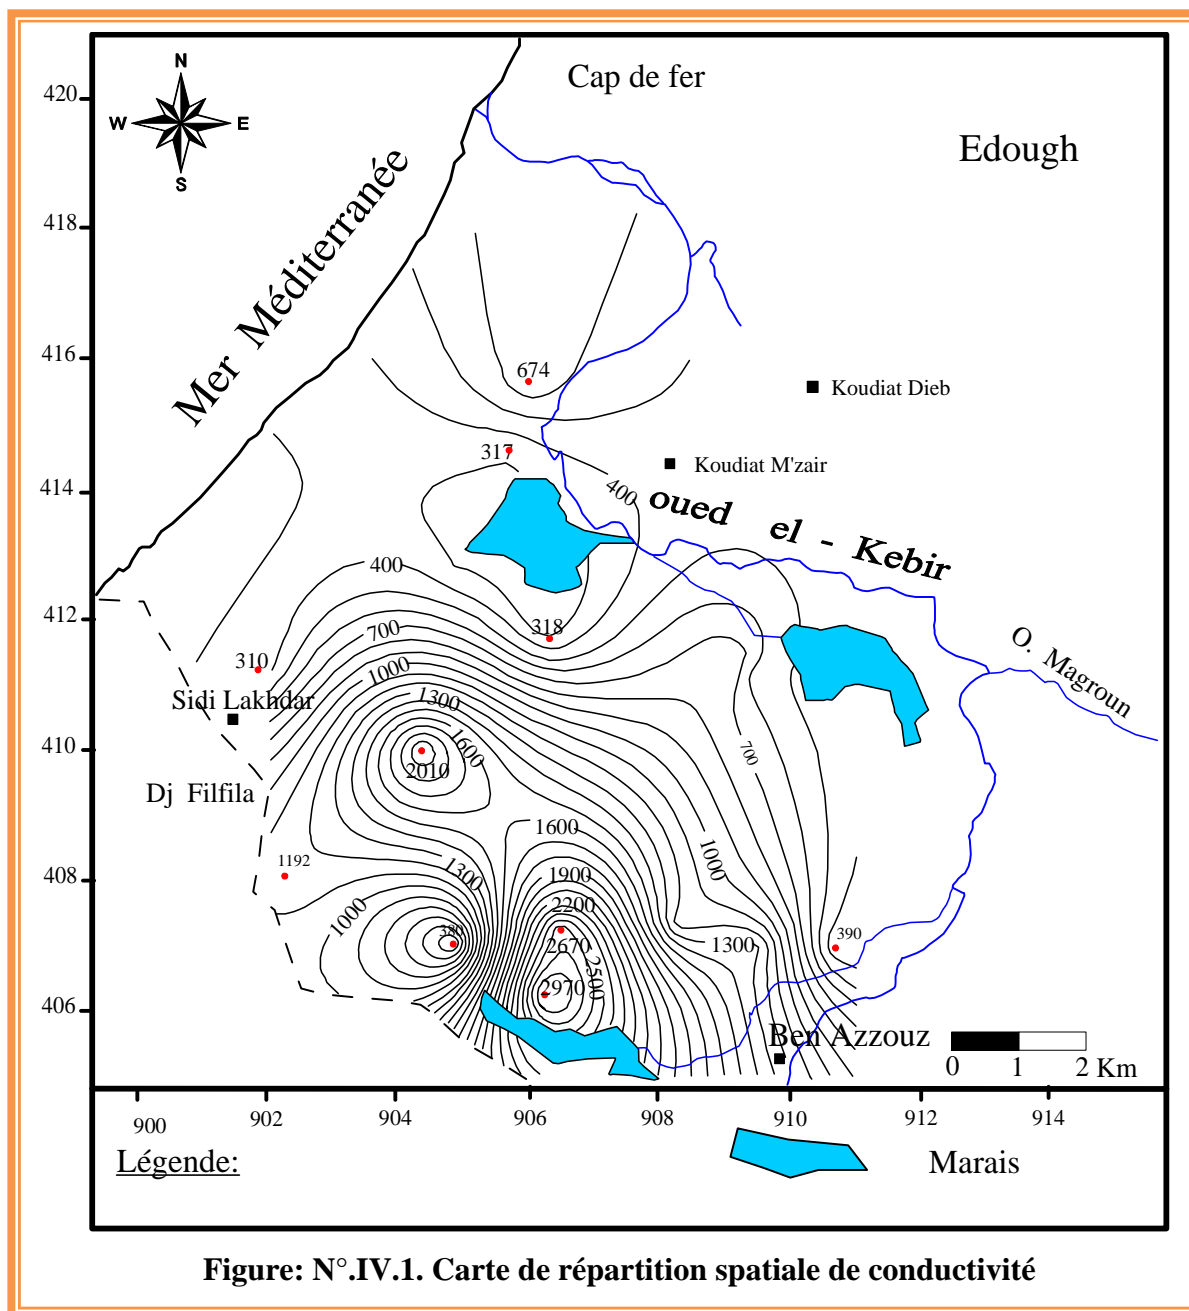 N
W E
S
Cap de fer
Edough
Mer Méditerranée
420
418
416
414
412
410
408
406
674
Koudiat Dieb
317
Koudiat M'zair
400
oued el - Kebir
400
318
700
310
1000
O. Magroun
Sidi Lakhdar
1300
1600
700
2010
Dj Filfila
1600
1000
1192
1300
1900
1000
2200
380
390
2670
1300
2500
2970
Ben Azzouz
0 1 2 Km
900 902 904 906 908 910 912 914
Légende:
Marais
Figure: N°.IV.1. Carte de répartition spatiale de conductivité